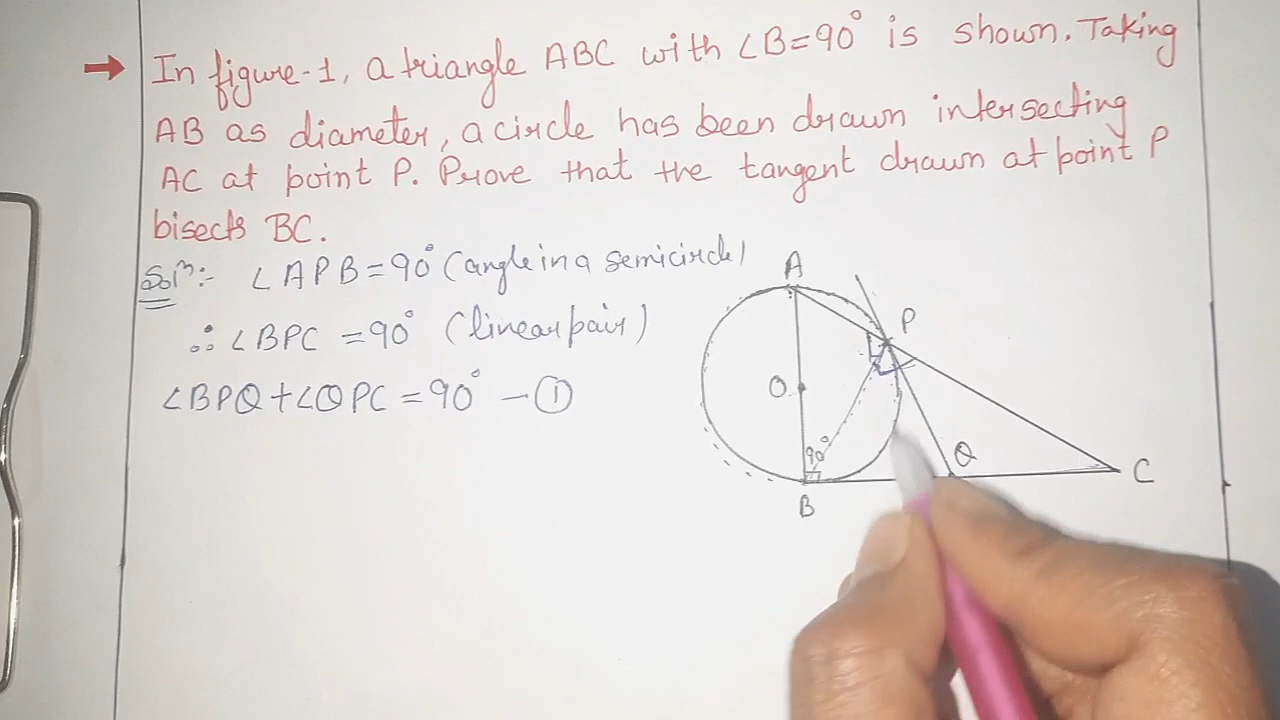 → In figure-1, a triangle ABC with ∠B=90° is shown. Taking
AB as diameter, a circle has been drawn intersecting
AC at point P. Prove that the tangent drawn at point P
bisects BC.
Solⁿ:- ∠APB=90° (angle in a semicircle)
∴ ∠BPC = 90° (linear pair)
∠BPQ+∠QPC = 90° — ①
A
P
O
90°
Q
C
B